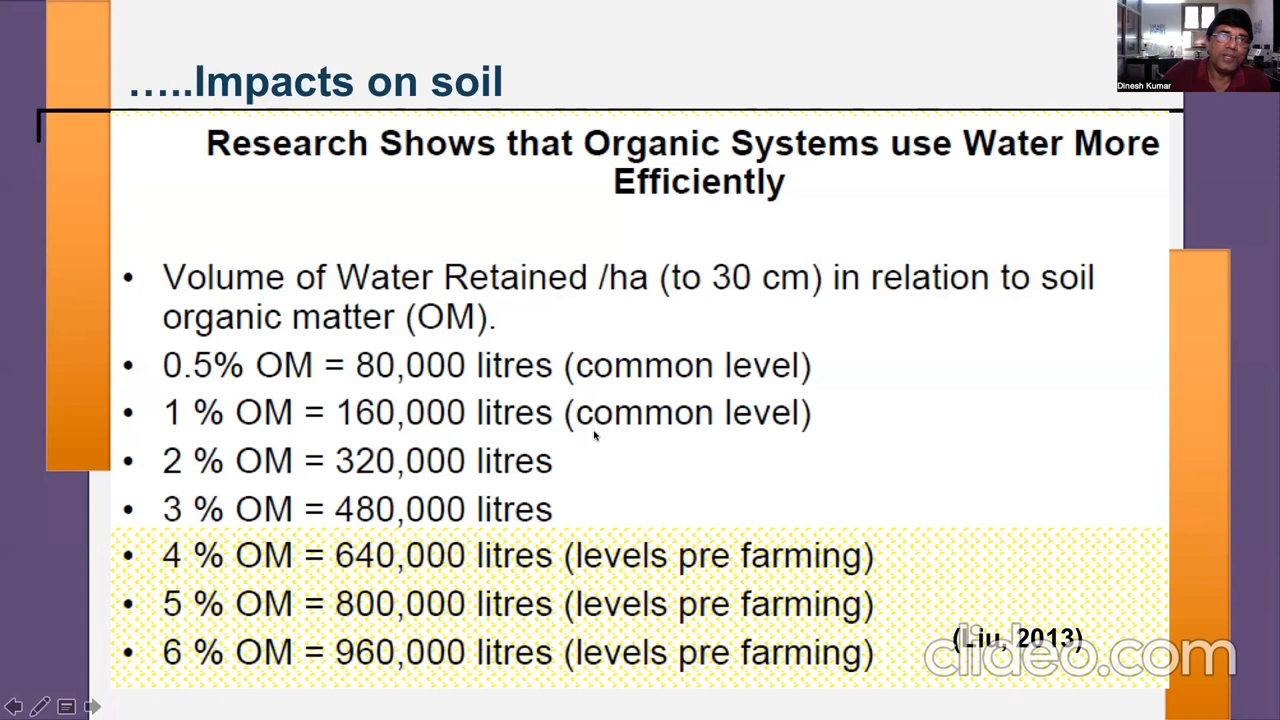 …..Impacts on soil
Dinesh Kumar
Research Shows that Organic Systems use Water More
Efficiently
• Volume of Water Retained /ha (to 30 cm) in relation to soil
organic matter (OM).
• 0.5% OM = 80,000 litres (common level)
• 1 % OM = 160,000 litres (common level)
• 2 % OM = 320,000 litres
• 3 % OM = 480,000 litres
• 4 % OM = 640,000 litres (levels pre farming)
• 5 % OM = 800,000 litres (levels pre farming)
• 6 % OM = 960,000 litres (levels pre farming)
(Liu, 2013)
clideo.com